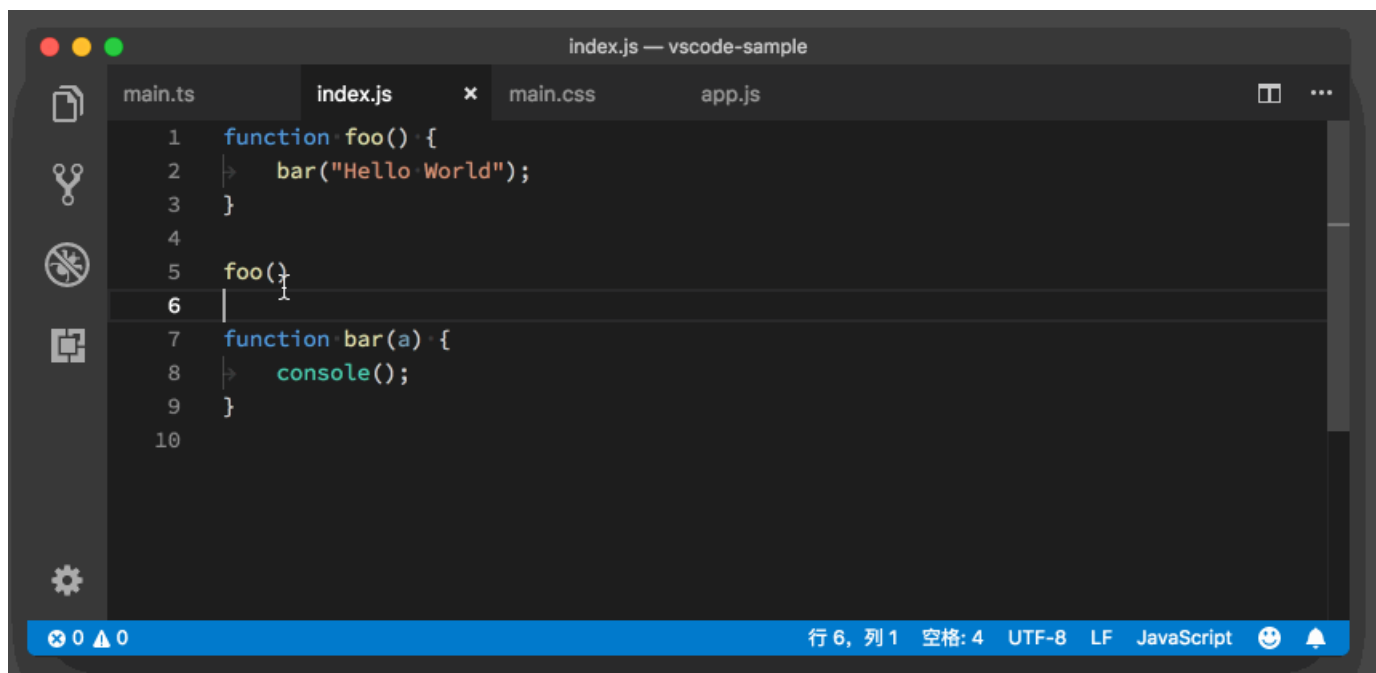 index.js — vscode-sample
main.ts index.js × main.css app.js
1 function foo() {
2 bar("Hello World");
3 }
4
5 foo()
6
7 function bar(a) {
8 console();
9 }
10
0 0 行 6，列 1 空格: 4 UTF-8 LF JavaScript